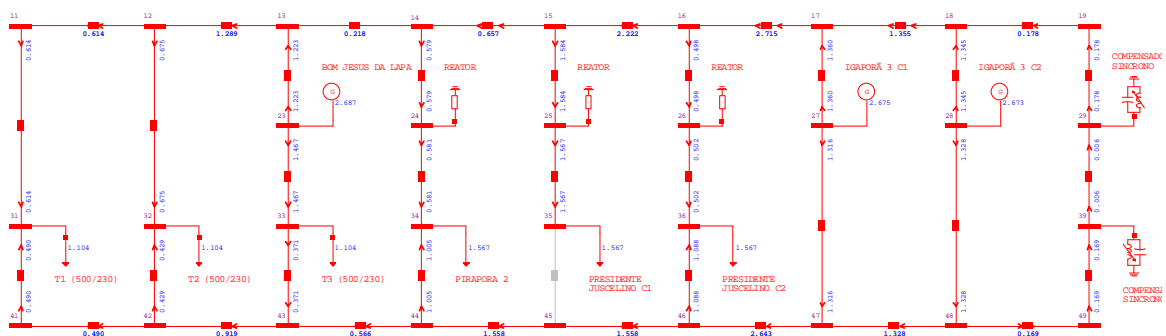 11 12 13 14 15 16 17 18 19
0.614 1.289 0.218 0.657 2.222 2.715 1.355 0.178
0.614 0.675 1.223 0.579 1.584 0.498 1.360 1.345 0.178
BOM JESUS DA LAPA REATOR REATOR REATOR IGAPORÃ 3 C1 IGAPORÃ 3 C2
COMPENSADO
SINCRONO
G G G
2.687 2.675 2.673
1.223 0.579 1.584 0.498 1.360 1.345 0.178
23 24 25 26 27 28 29
1.467 0.581 1.567 0.502 1.316 1.328 0.006
1.467 0.581 1.567 0.502 0.006
0.614 0.675
31 32 33 34 35 36 39
1.104 1.104 1.104 1.567 1.567 1.567
0.490 0.429 0.371 1.005 1.088 0.169
T1 (500/230) T2 (500/230) T3 (500/230) PIRAPORA 2
PRESIDENTE
JUSCELINO C1
PRESIDENTE
JUSCELINO C2
COMPENSA
SINCRONO
0.490 0.429 0.371 1.005 1.088 1.316 1.328 0.169
41 42 43 44 45 46 47 48 49
0.490 0.919 0.566 1.558 1.558 2.643 1.328 0.169